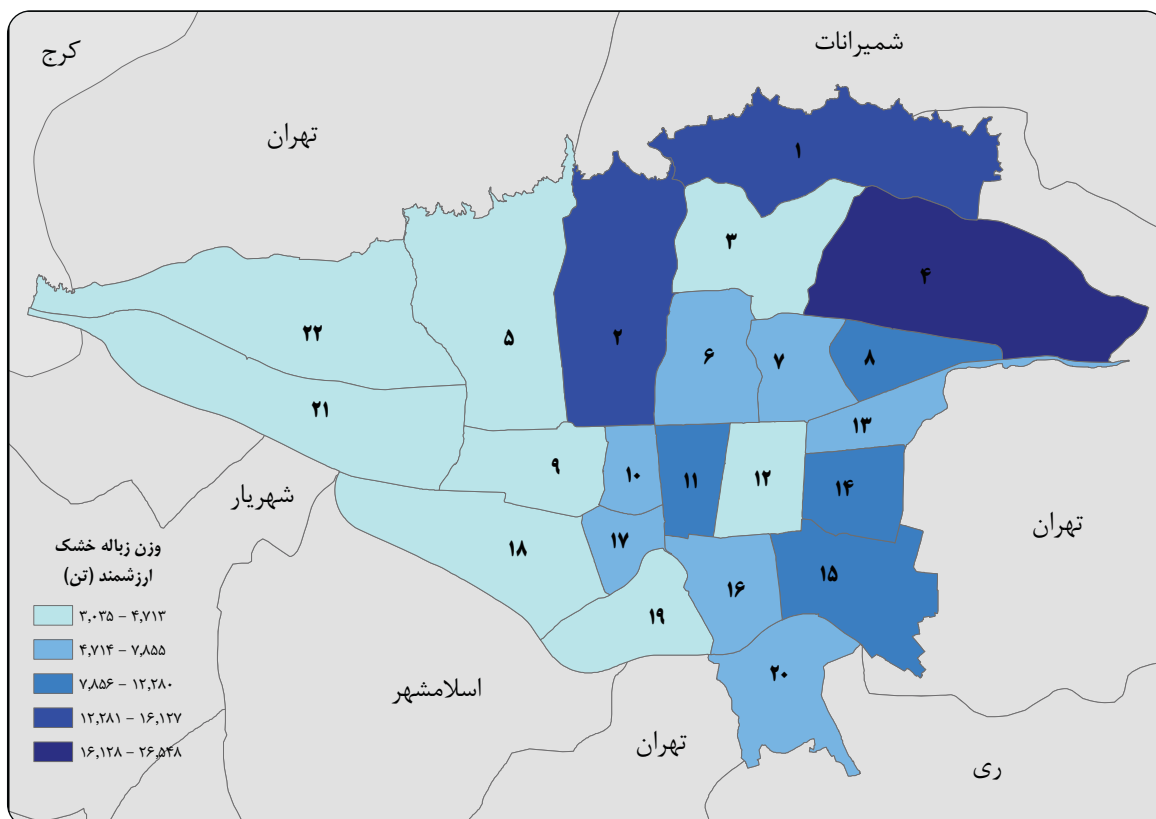 کرج
شمیرانات
تهران
۱
۳
۴
۲۲
۵
۲
۶
۷
۸
۲۱
۱۳
۹
۱۰
۱۱
۱۲
۱۴
شهریار
تهران
۱۸
۱۷
۱۶
۱۵
۱۹
۲۰
اسلامشهر
تهران
ری
وزن زباله خشک
ارزشمند (تن)
۳,۰۳۵ – ۴,۷۱۳
۴,۷۱۴ – ۷,۸۵۵
۷,۸۵۶ – ۱۲,۲۸۰
۱۲,۲۸۱ – ۱۶,۱۲۷
۱۶,۱۲۸ – ۲۶,۵۴۸